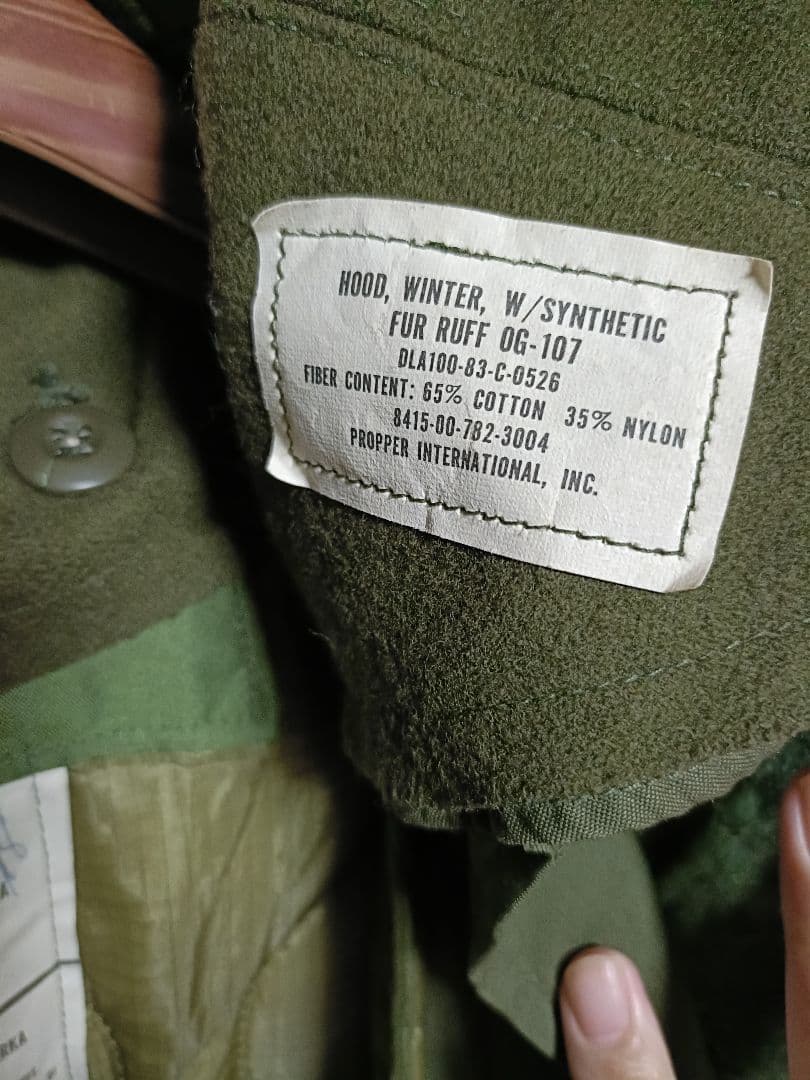 HOOD, WINTER, W/SYNTHETIC
FUR RUFF OG-107
DLA100-83-C-0526
FIBER CONTENT: 65% COTTON 35% NYLON
8415-00-782-3004
PROPPER INTERNATIONAL, INC.